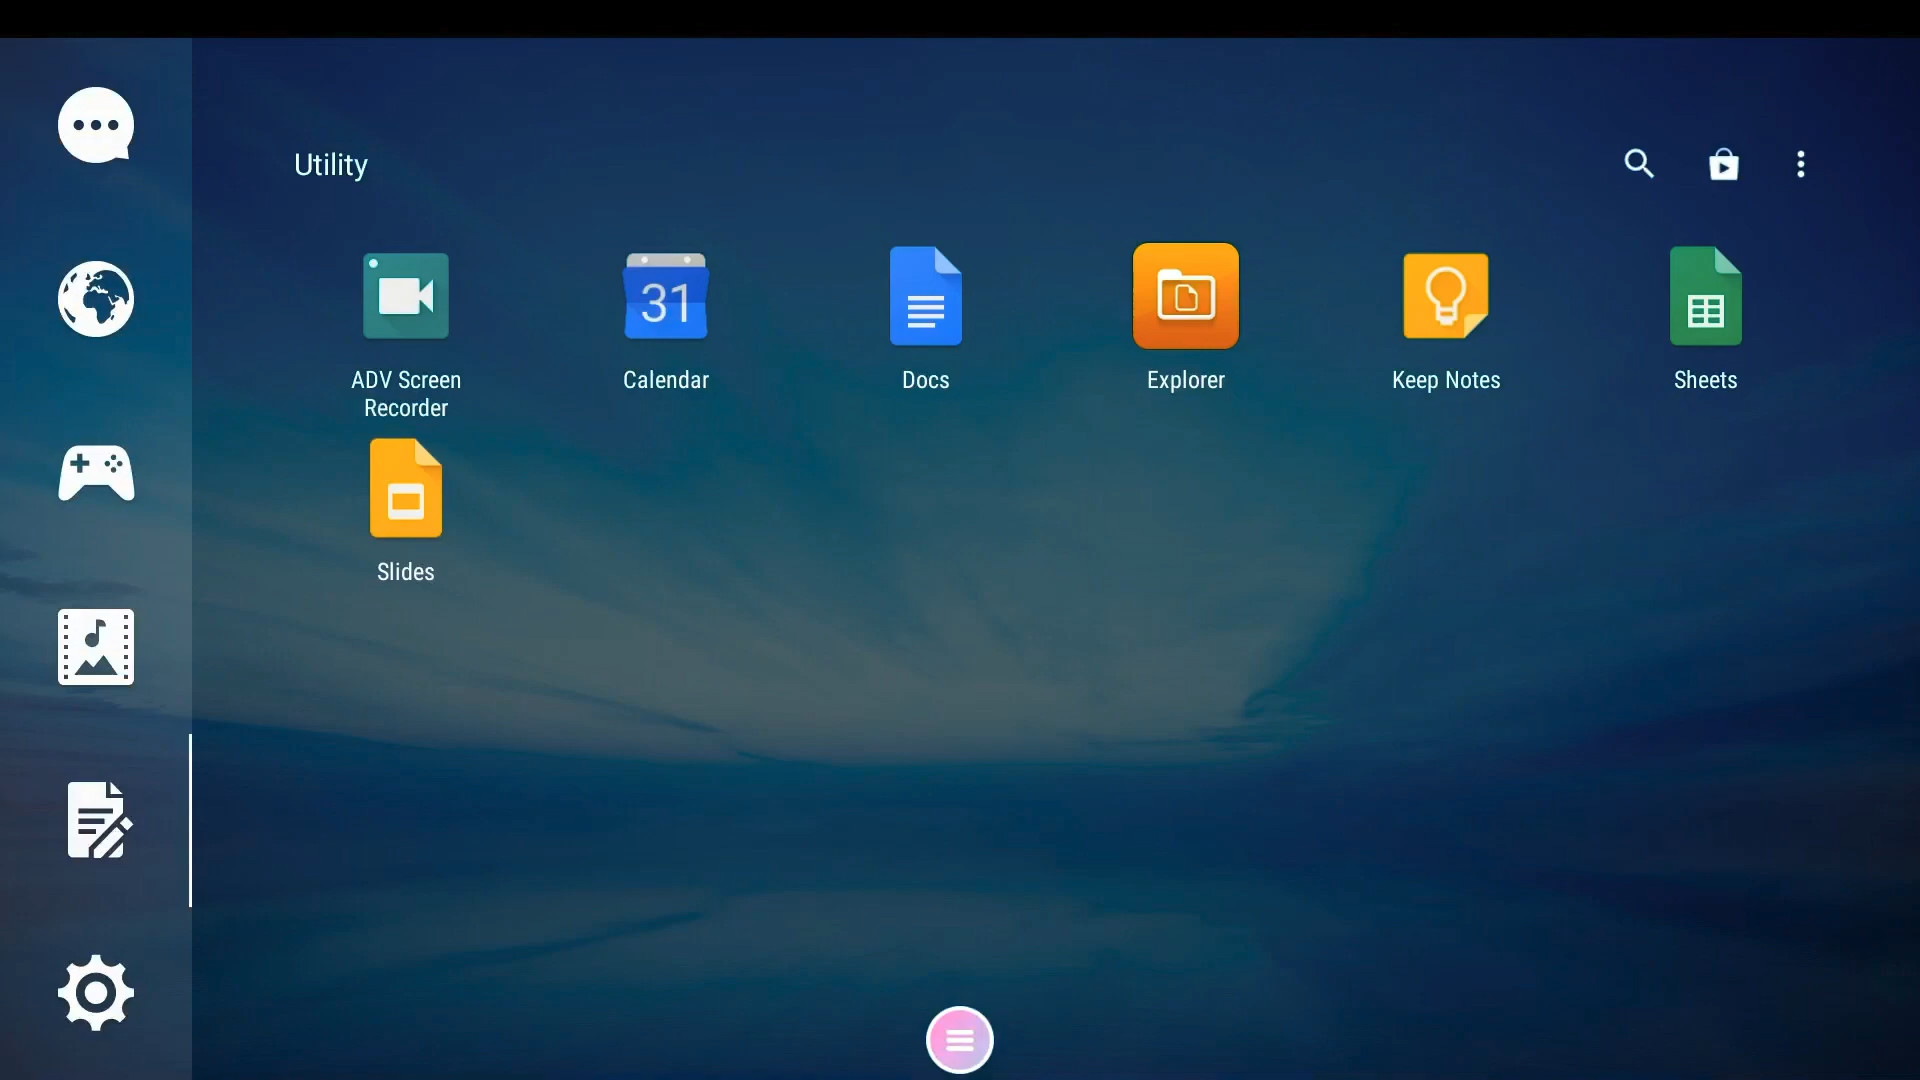 Utility
ADV Screen
Recorder
31
Calendar
Docs
Explorer
Keep Notes
Sheets
Slides